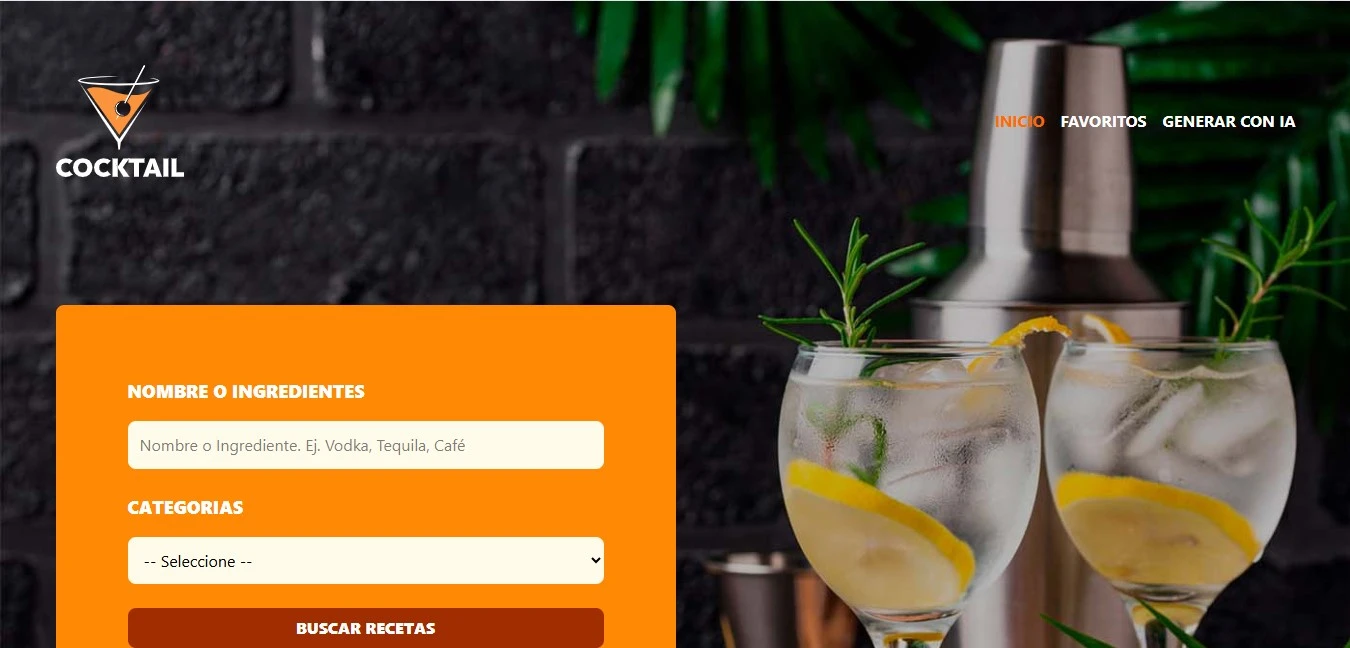 COCKTAIL
INICIO FAVORITOS GENERAR CON IA
NOMBRE O INGREDIENTES
Nombre o Ingrediente. Ej. Vodka, Tequila, Café
CATEGORIAS
-- Seleccione --
BUSCAR RECETAS